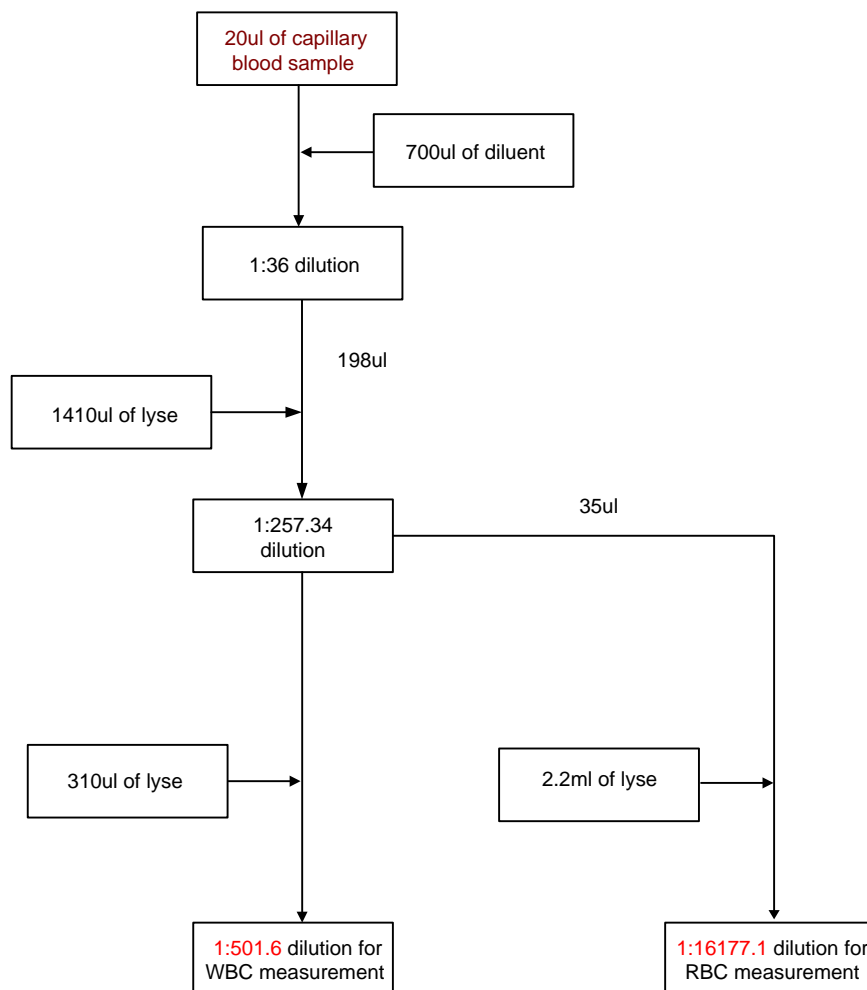 20ul of capillary
blood sample
700ul of diluent
1:36 dilution
198ul
1410ul of lyse
35ul
1:257.34
dilution
310ul of lyse
2.2ml of lyse
1:501.6 dilution for
WBC measurement
1:16177.1 dilution for
RBC measurement